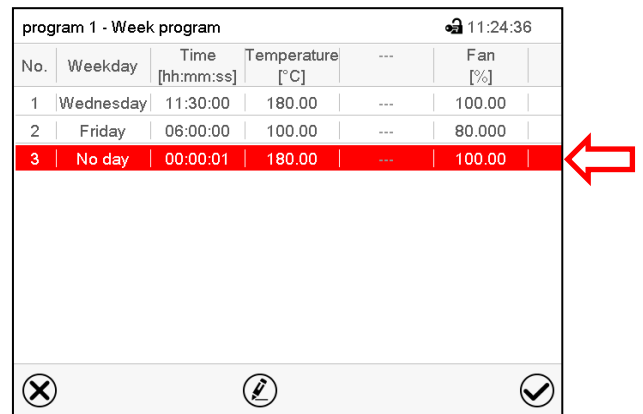 program 1 - Week program 11:24:36
No. Weekday Time [hh:mm:ss] Temperature [°C] --- Fan [%]
1 Wednesday 11:30:00 180.00 --- 100.00
2 Friday 06:00:00 100.00 --- 80.000
3 No day 00:00:01 180.00 --- 100.00